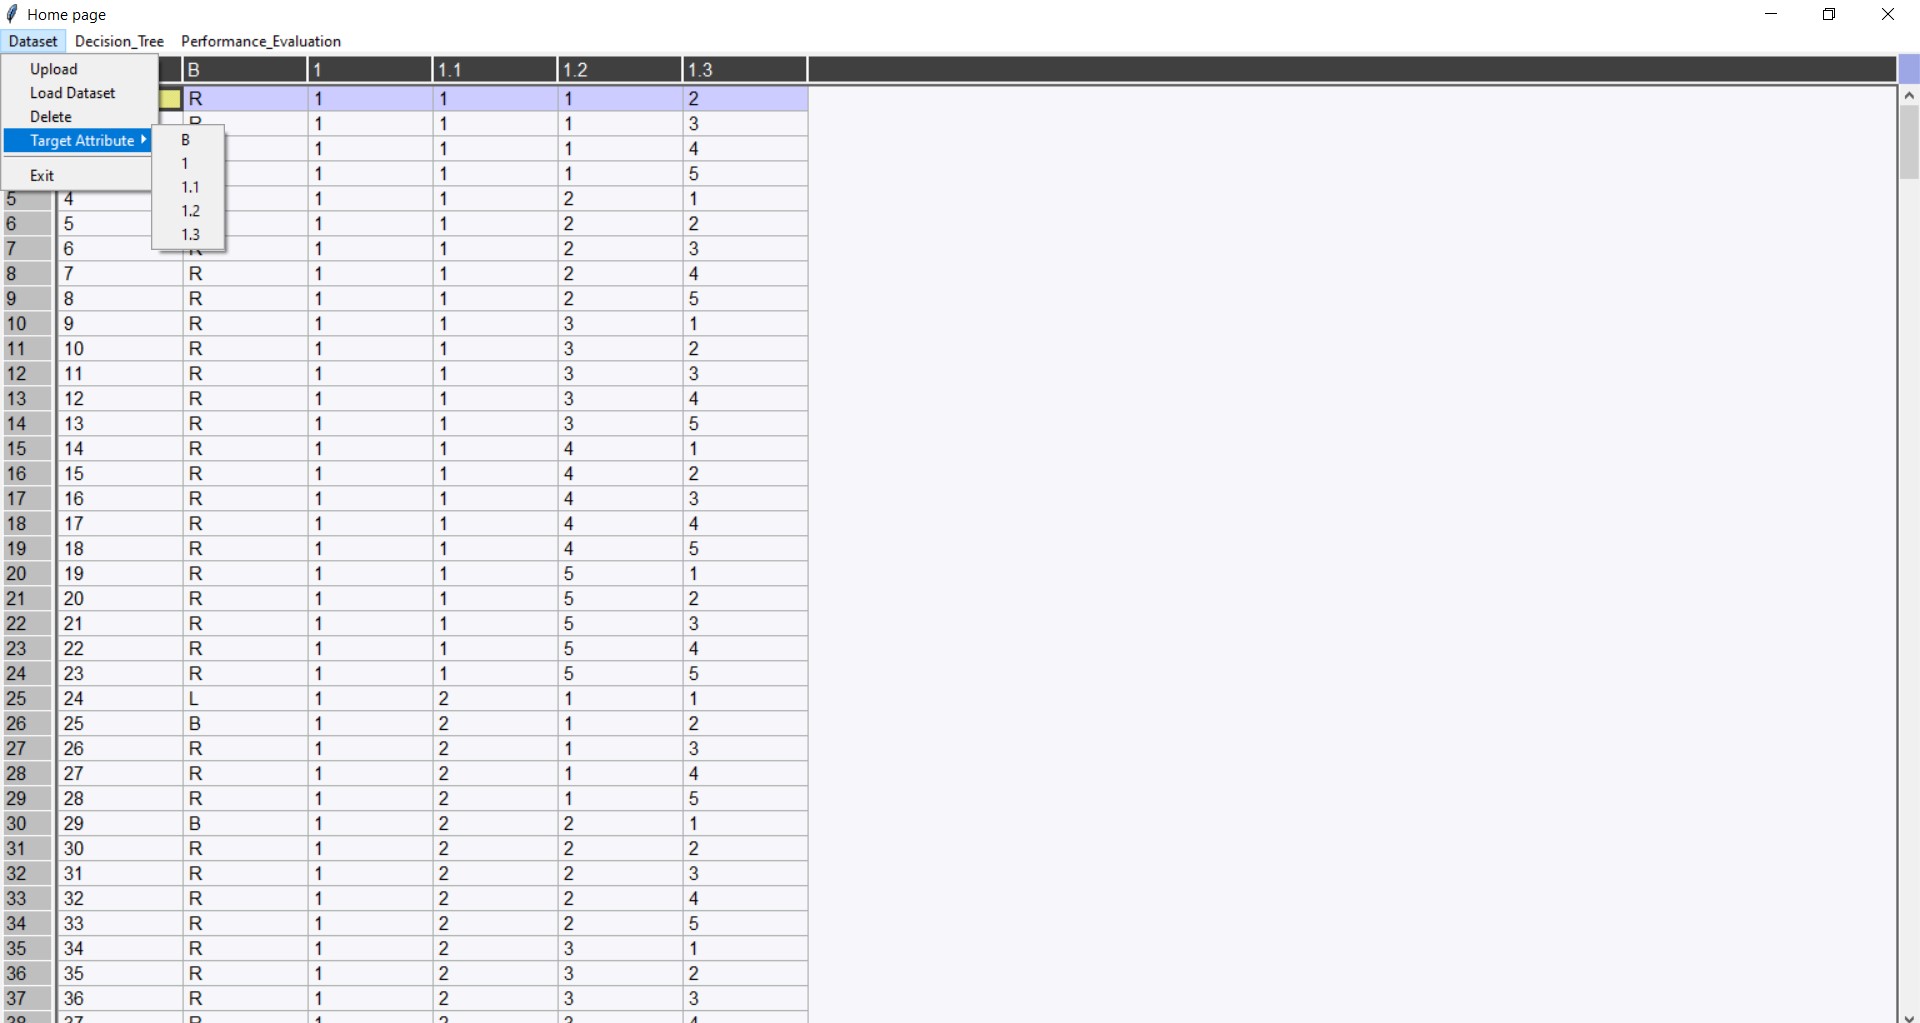 Home page
Dataset Decision_Tree Performance_Evaluation
Upload
Load Dataset
Delete
Target Attribute
Exit
B
1
1.1
1.2
1.3
B 1 1.1 1.2 1.3
R 1 1 1 2
R 1 1 1 3
1 1 1 4
1 1 1 5
5 4 1 1 2 1
6 5 1 1 2 2
7 6 R 1 1 2 3
8 7 R 1 1 2 4
9 8 R 1 1 2 5
10 9 R 1 1 3 1
11 10 R 1 1 3 2
12 11 R 1 1 3 3
13 12 R 1 1 3 4
14 13 R 1 1 3 5
15 14 R 1 1 4 1
16 15 R 1 1 4 2
17 16 R 1 1 4 3
18 17 R 1 1 4 4
19 18 R 1 1 4 5
20 19 R 1 1 5 1
21 20 R 1 1 5 2
22 21 R 1 1 5 3
23 22 R 1 1 5 4
24 23 R 1 1 5 5
25 24 L 1 2 1 1
26 25 B 1 2 1 2
27 26 R 1 2 1 3
28 27 R 1 2 1 4
29 28 R 1 2 1 5
30 29 B 1 2 2 1
31 30 R 1 2 2 2
32 31 R 1 2 2 3
33 32 R 1 2 2 4
34 33 R 1 2 2 5
35 34 R 1 2 3 1
36 35 R 1 2 3 2
37 36 R 1 2 3 3
38 37 R 1 2 3 4